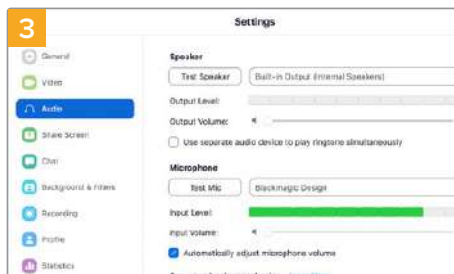 3
Settings
General
Video
Audio
Share Screen
Chat
Background & Filters
Recording
Profile
Statistics
Speaker
Test Speaker
Built-in Output (Internal Speakers)
Output Level:
Output Volume:
Use separate audio device to play ringtone simultaneously
Microphone
Test Mic
Blackmagic Design
Input Level:
Input Volume:
Automatically adjust microphone volume